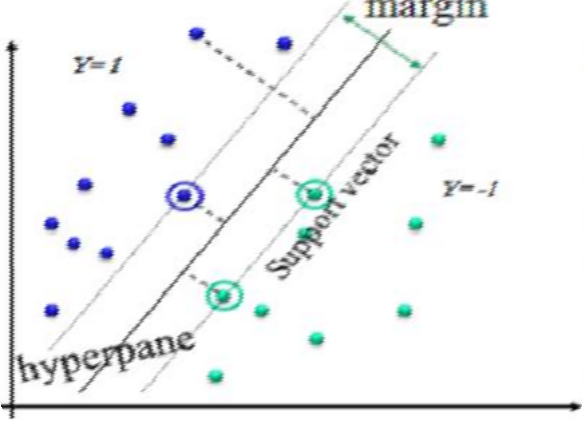 margin
Y=1
Support vector
Y=-1
hyperpane